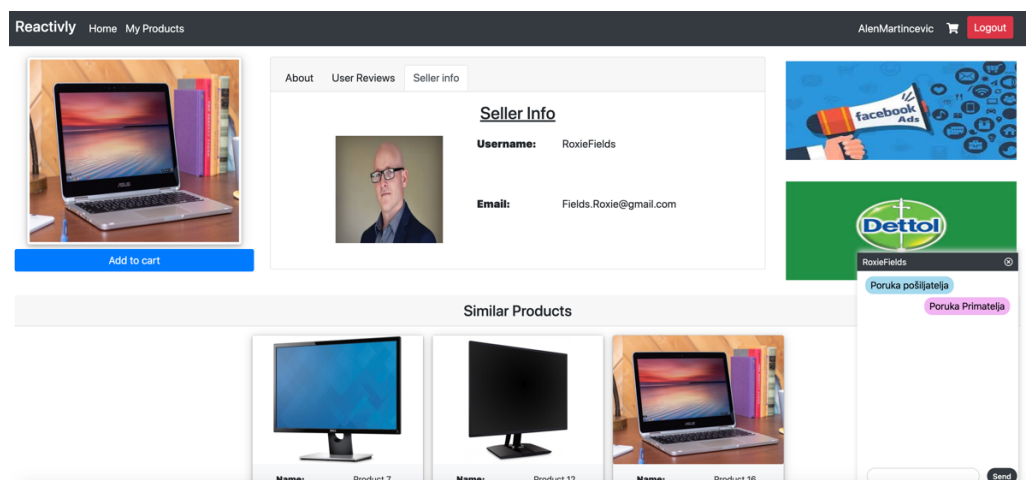 Reactivly Home My Products AlenMartincevic Logout
About User Reviews Seller info
Seller Info
Username: RoxieFields
Email: Fields.Roxie@gmail.com
Add to cart
facebook
Ads
Dettol
RoxieFields
Poruka pošiljatelja
Poruka Primatelja
Similar Products
ASUS
DELL
Name: Product 7
Name: Product 12
Name: Product 16
Send